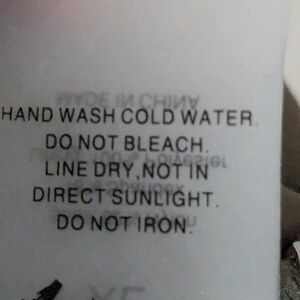 HAND WASH COLD WATER.
DO NOT BLEACH.
LINE DRY,NOT IN
DIRECT SUNLIGHT.
DO NOT IRON.